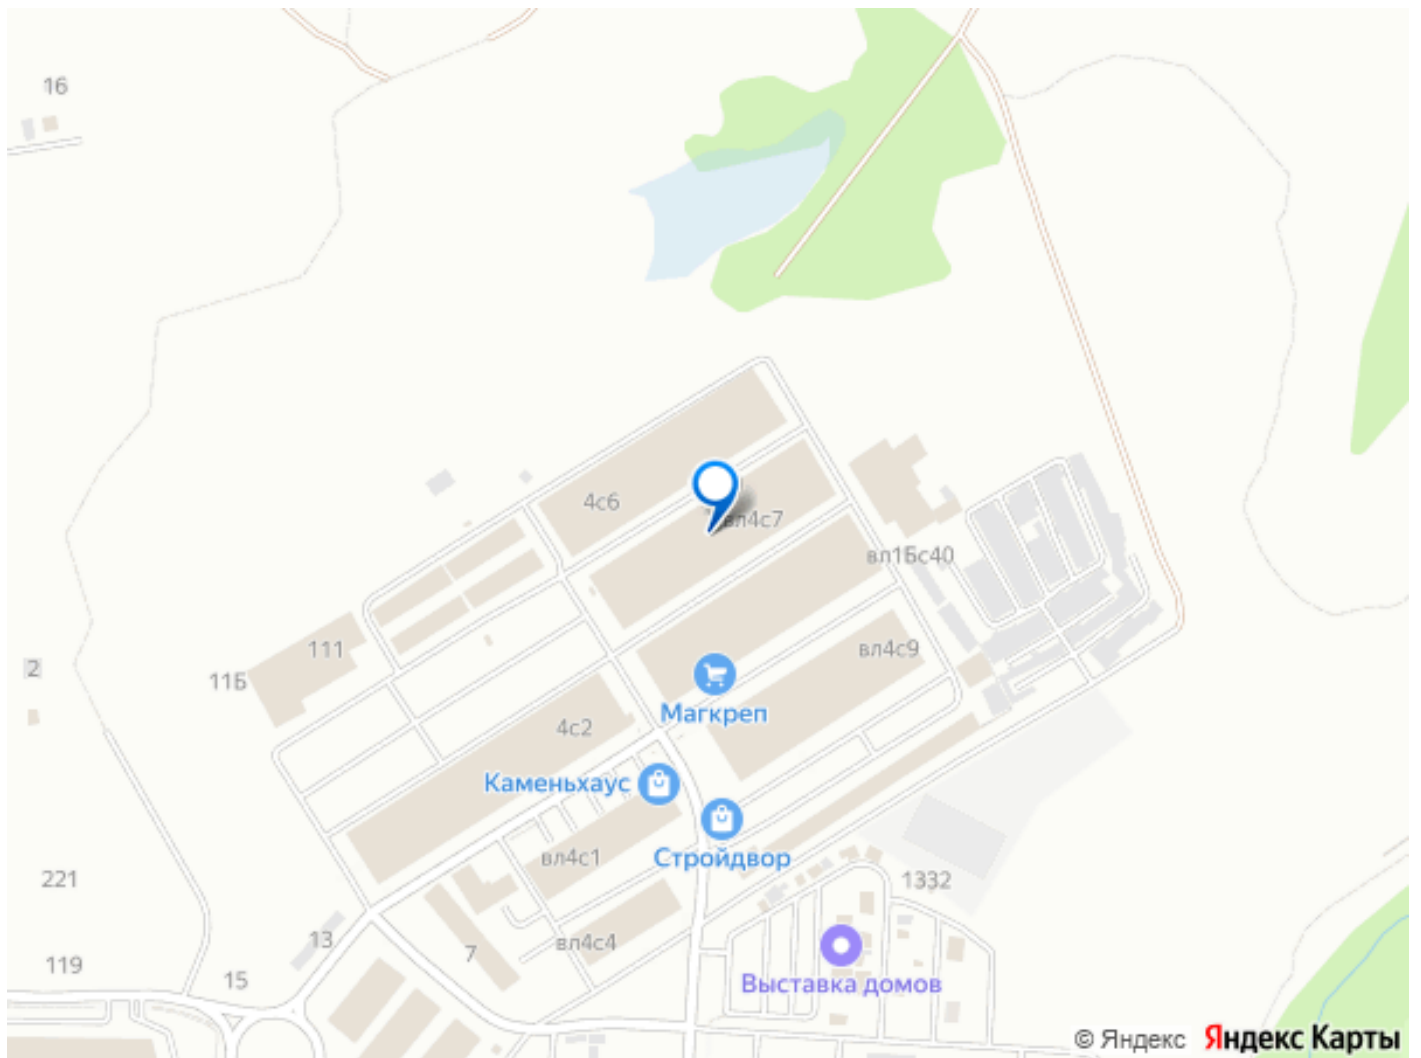 16
4с6
вл4с7
вл1Бс40
111
вл4с9
2
11Б
Магкреп
4с2
Каменьхаус
Стройдвор
вл4с1
221
1332
13
7
вл4с4
119
15
Выставка домов
© Яндекс Яндекс Карты